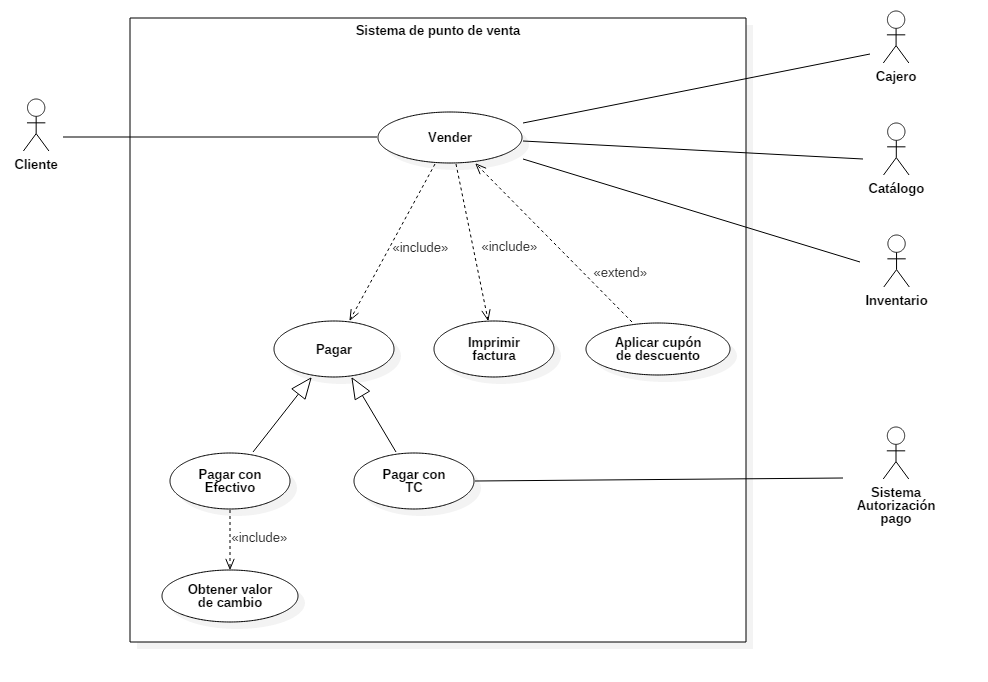 Sistema de punto de venta
Cajero
Cliente
Vender
Catálogo
Inventario
«include»
«include»
«extend»
Pagar
Imprimir
factura
Aplicar cupón
de descuento
Pagar con
Efectivo
Pagar con
TC
Sistema
Autorización
pago
«include»
Obtener valor
de cambio